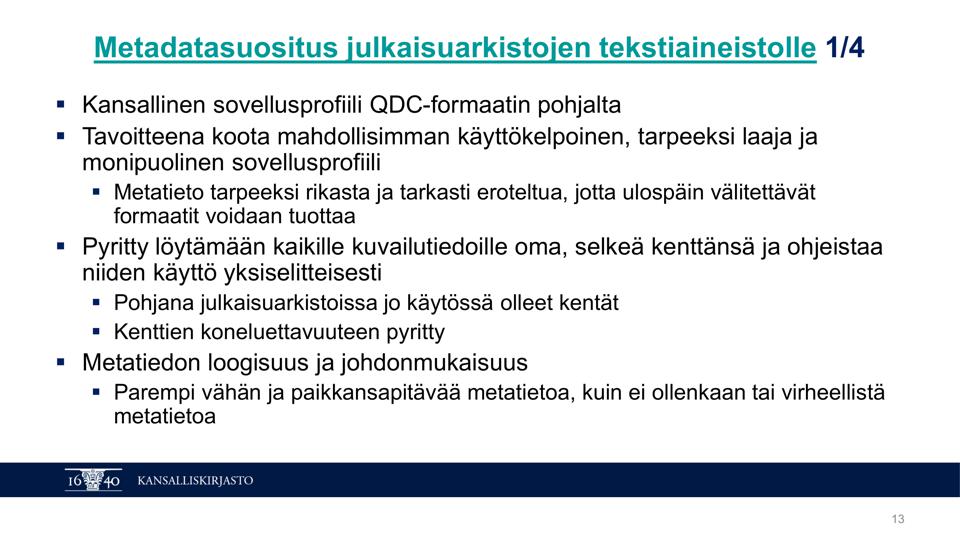 Metadatasuositus julkaisuarkistojen tekstiaineistolle 1/4
▪ Kansallinen sovellusprofiili QDC-formaatin pohjalta
▪ Tavoitteena koota mahdollisimman käyttökelpoinen, tarpeeksi laaja ja
monipuolinen sovellusprofiili
▪ Metatieto tarpeeksi rikasta ja tarkasti eroteltua, jotta ulospäin välitettävät
formaatit voidaan tuottaa
▪ Pyritty löytämään kaikille kuvailutiedoille oma, selkeä kenttänsä ja ohjeistaa
niiden käyttö yksiselitteisesti
▪ Pohjana julkaisuarkistoissa jo käytössä olleet kentät
▪ Kenttien koneluettavuuteen pyritty
▪ Metatiedon loogisuus ja johdonmukaisuus
▪ Parempi vähän ja paikkansapitävää metatietoa, kuin ei ollenkaan tai virheellistä
metatietoa
16 40 KANSALLISKIRJASTO
13